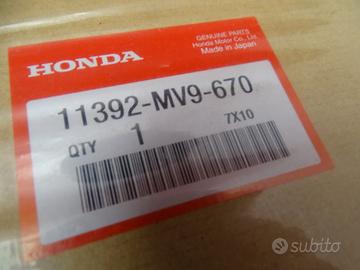 GENUINE PARTS
Honda Motor Co., Ltd.
Made in Japan
HONDA
11392-MV9-670
QTY 1 7X10
subito